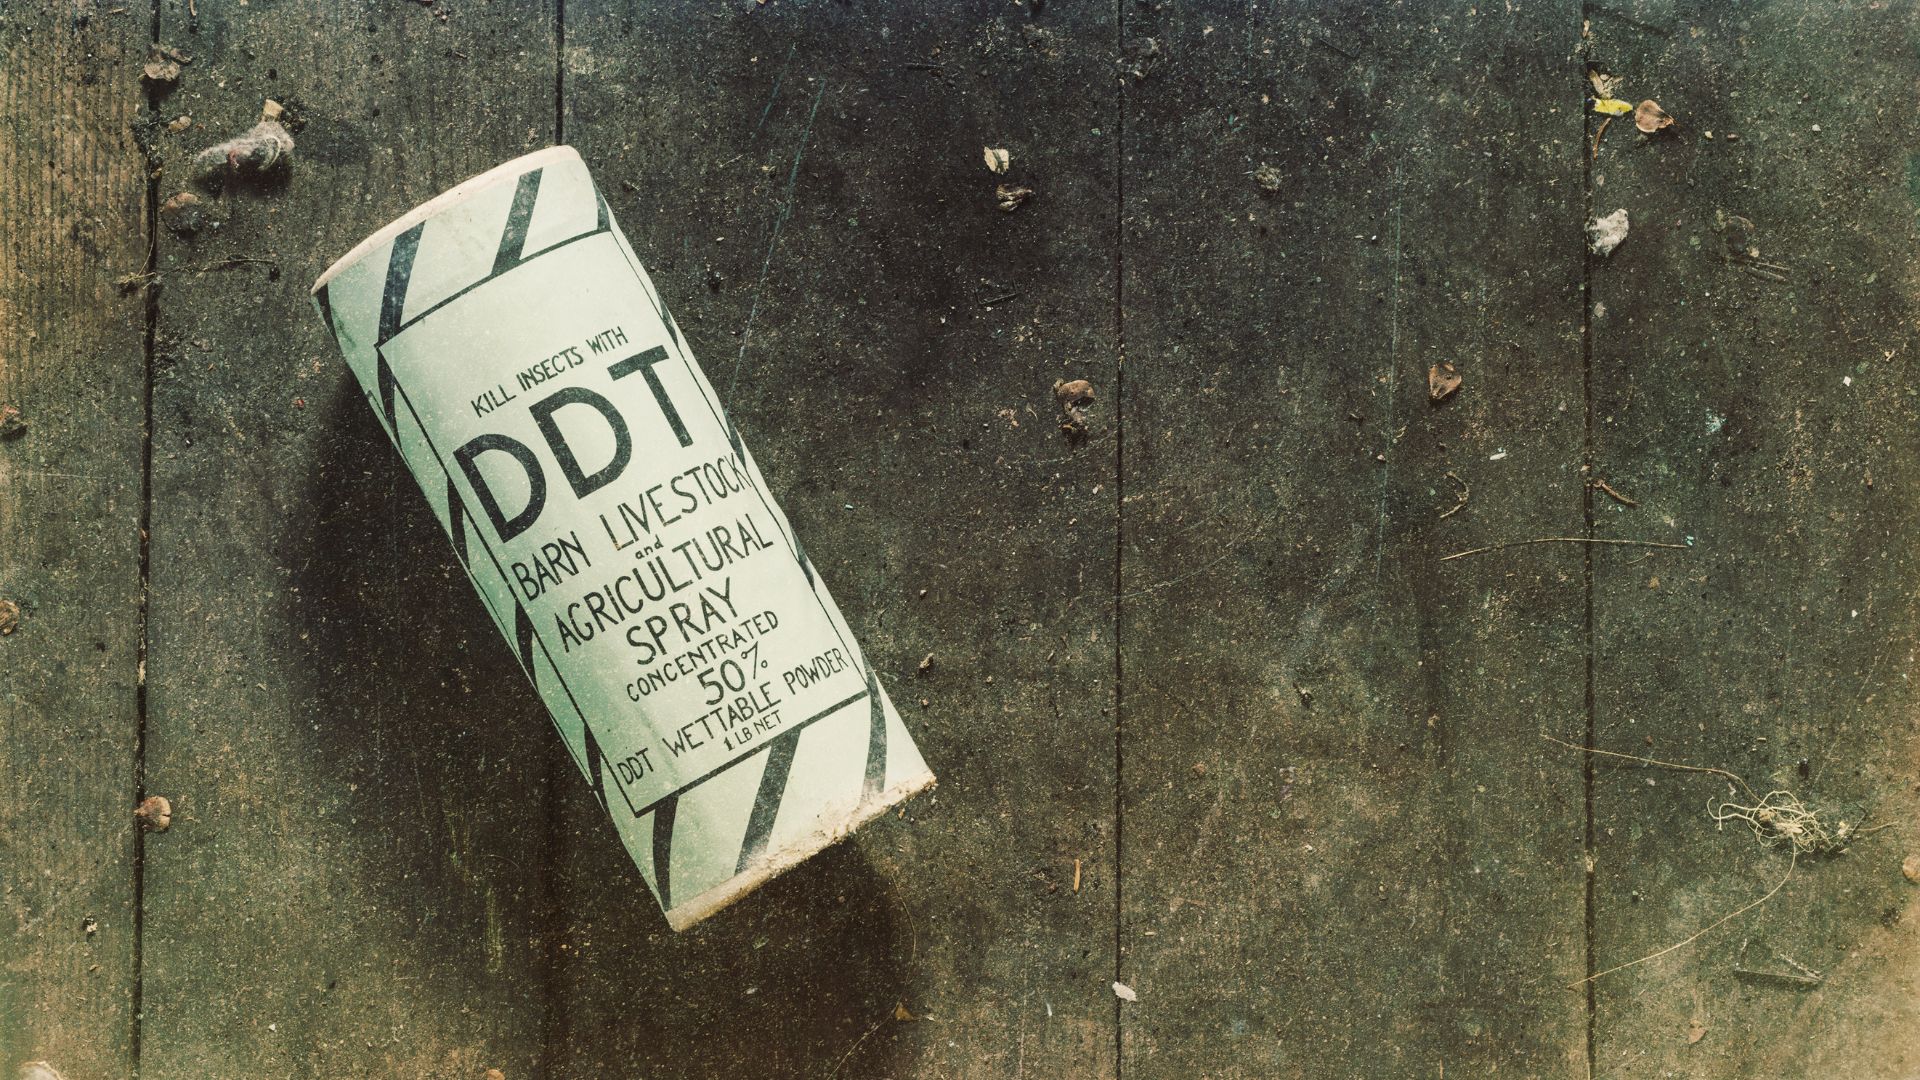 KILL INSECTS WITH
DDT
BARN LIVESTOCK
and
AGRICULTURAL
SPRAY
CONCENTRATED
50%
DDT WETTABLE POWDER
1 LB NET